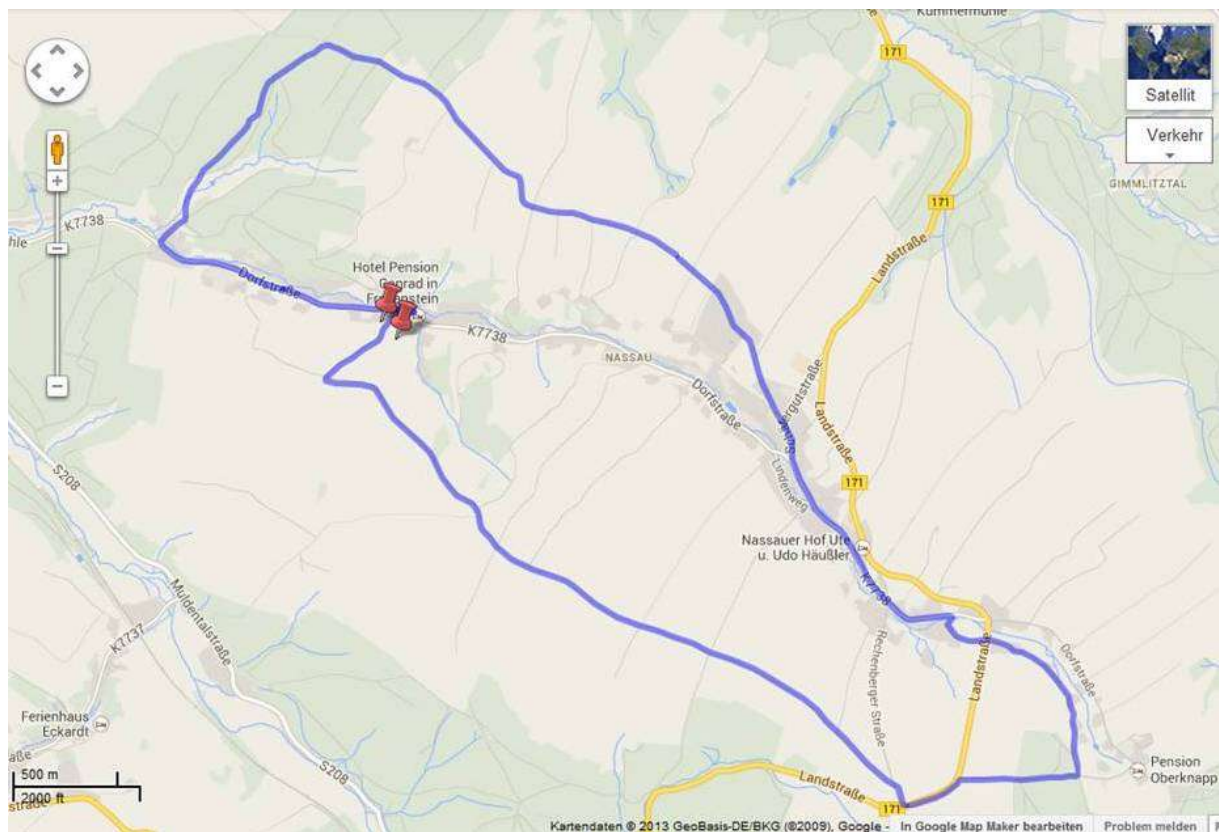 Kummermühle
171
Satellit
Verkehr
GIMMLITZTAL
171
K7738
hle
Landstraße
Hotel Pension
Conrad in
Frauenstein
Dorfstraße
K7738
NASSAU
Dorfstraße
Landstraße
Lindenweg
171
S208
Nassauer Hof Ute
u. Udo Häußler
K7738
Muldentalstraße
K7737
Rechenberger Straße
Landstraße
Dorfstraße
Ferienhaus
Eckardt
aße
S208
Pension
Oberknapp
500 m
2000 ft
Landstraße
171
straße
Kartendaten © 2013 GeoBasis-DE/BKG (©2009), Google - In Google Map Maker bearbeiten Problem melden